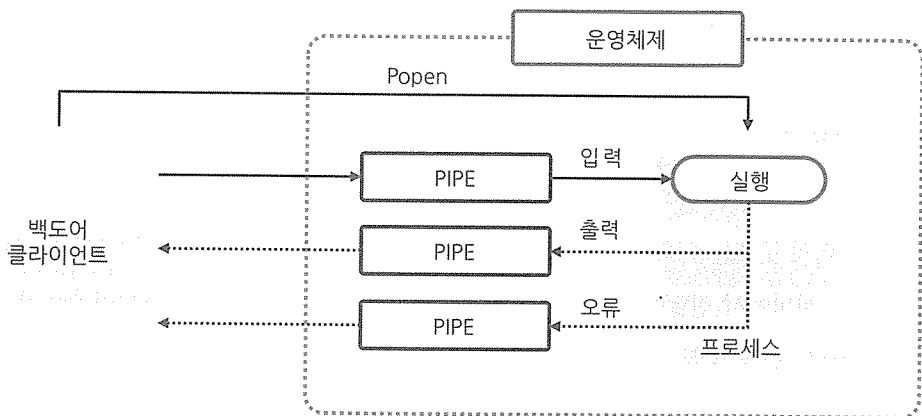 운영체제
Popen
PIPE
입력
실행
백도어
클라이언트
PIPE
출력
PIPE
오류
프로세스